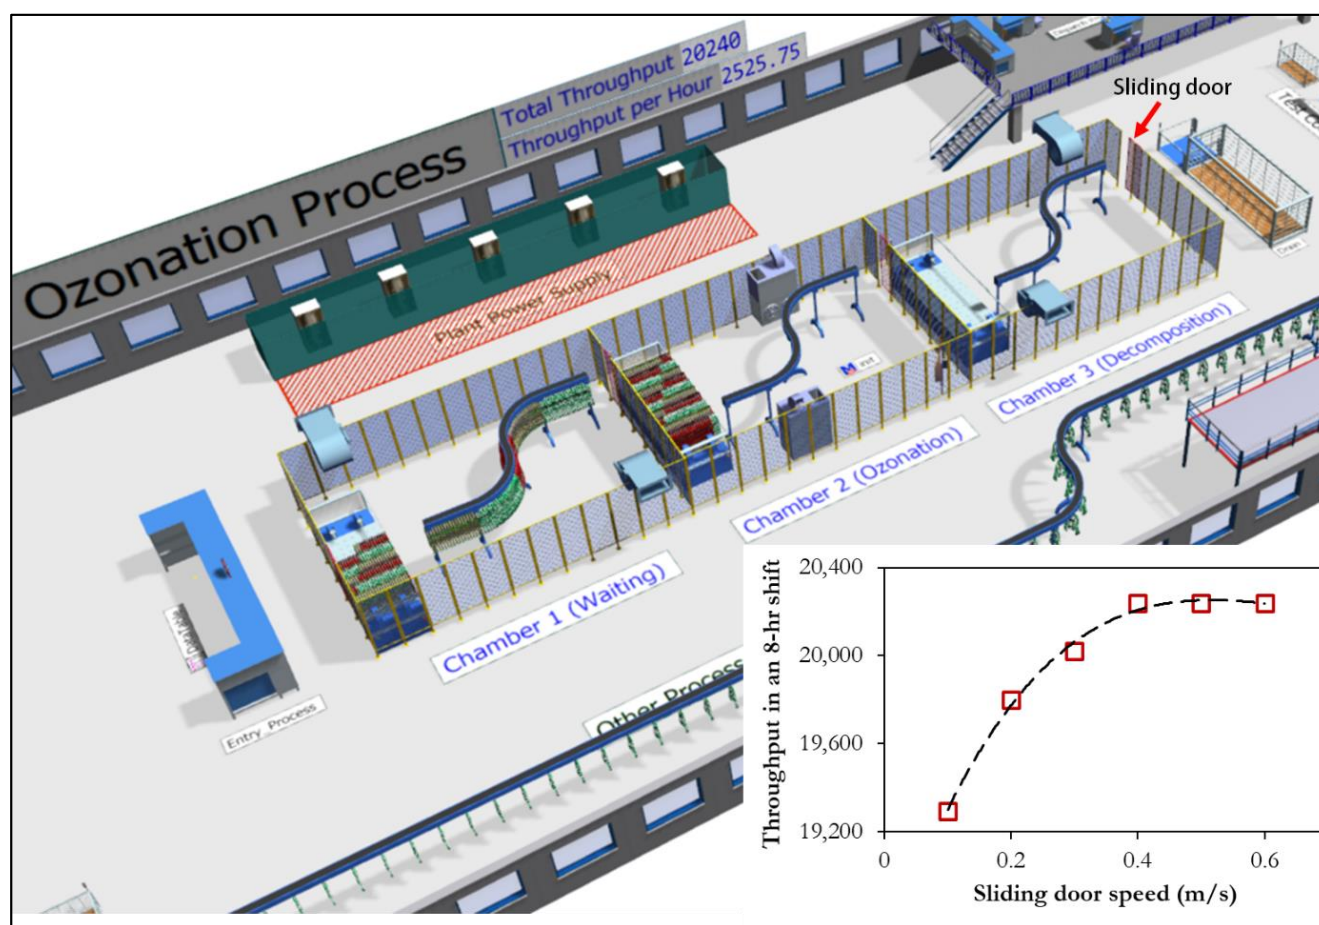 Total Throughput 20240
Throughput per Hour 2525.75
Ozonation Process
Sliding door
Plant Power Supply
Drain
Chamber 3 (Decomposition)
Chamber 2 (Ozonation)
Chamber 1 (Waiting)
Entry_Process
Other Process
Throughput in an 8-hr shift
20,400
20,000
19,600
19,200
0
0.2
0.4
0.6
Sliding door speed (m/s)